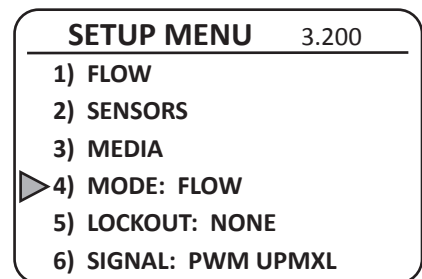 SETUP MENU 3.200
1) FLOW
2) SENSORS
3) MEDIA
4) MODE: FLOW
5) LOCKOUT: NONE
6) SIGNAL: PWM UPMXL